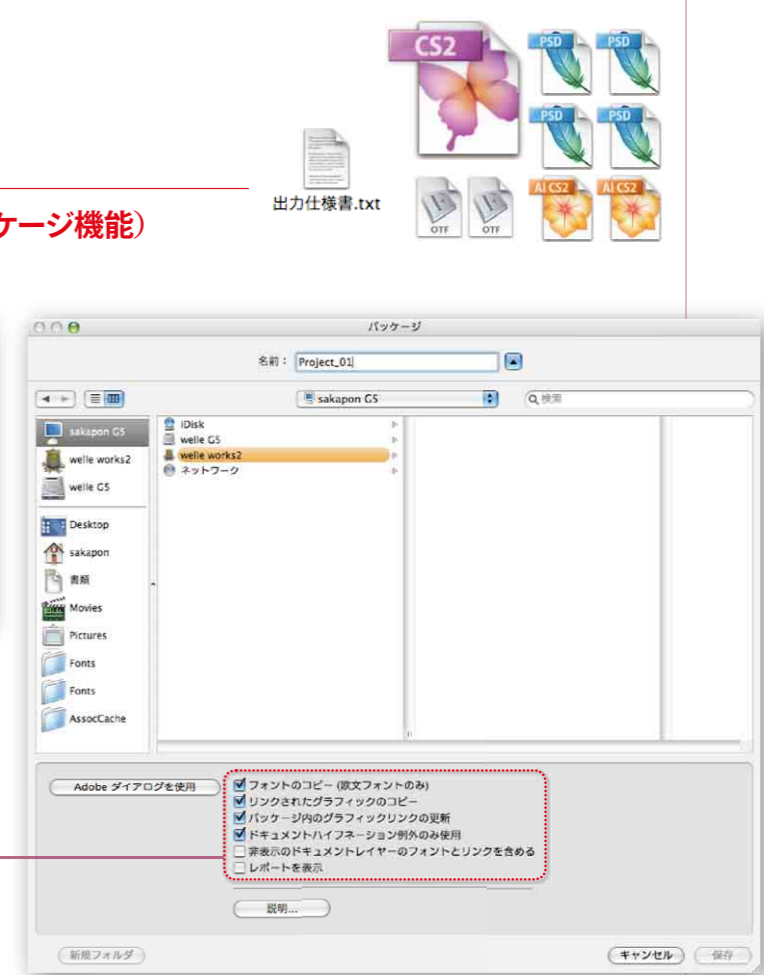 CS2
PSD
PSD
PSD
PSD
出力仕様書.txt
OTF
OTF
AI CS2
AI CS2
ケージ機能）
パッケージ
名前：
Project_01
sakapon G5
検索
sakapon G5
welle works2
welle G5
Desktop
sakapon
書類
Movies
Pictures
Fonts
Fonts
AssocCache
iDisk
welle G5
welle works2
ネットワーク
Adobe ダイアログを使用
フォントのコピー (欧文フォントのみ)
リンクされたグラフィックのコピー
パッケージ内のグラフィックリンクの更新
ドキュメントハイフネーション例外のみ使用
非表示のドキュメントレイヤーのフォントとリンクを含める
レポートを表示
説明...
新規フォルダ
キャンセル
保存